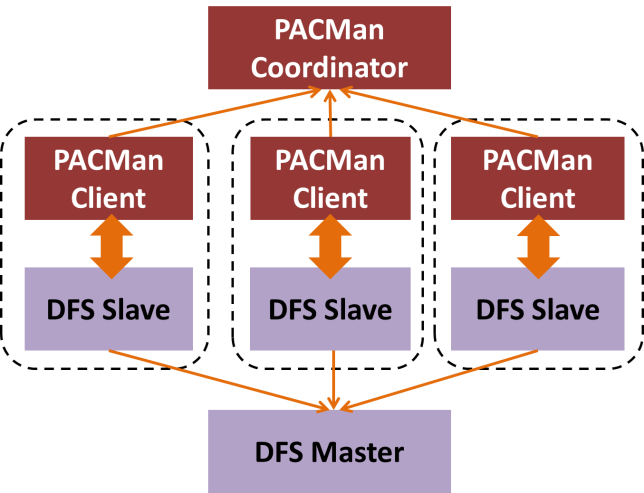 PACMan
Coordinator
PACMan
Client
PACMan
Client
PACMan
Client
DFS Slave
DFS Slave
DFS Slave
DFS Master